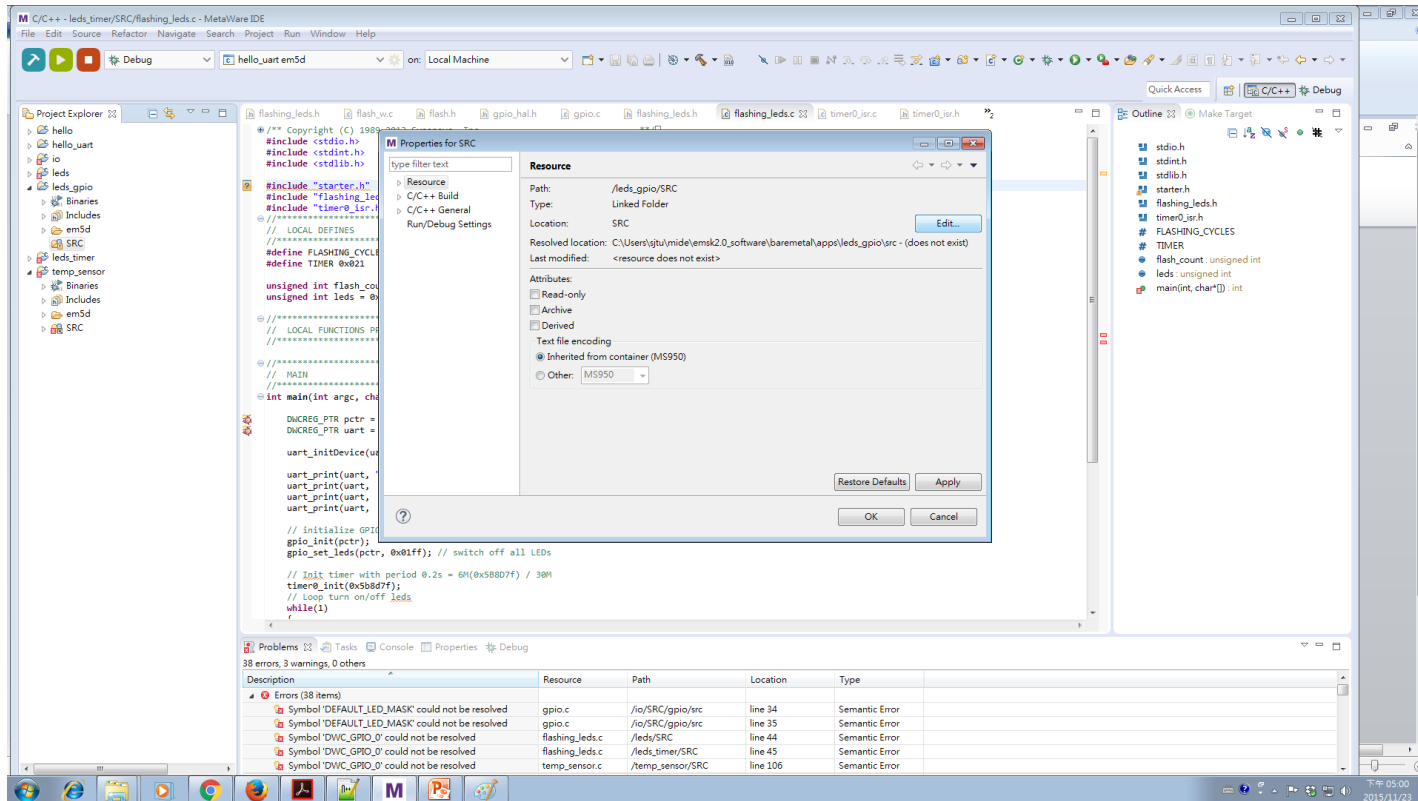 C/C++ - leds_timer/SRC/flashing_leds.c - MetaWare IDE
File Edit Source Refactor Navigate Search Project Run Window Help
Debug
hello_uart em5d
on: Local Machine
Quick Access
C/C++
Debug
Project Explorer
hello
hello_uart
io
leds
leds_gpio
Binaries
Includes
em5d
SRC
leds_timer
temp_sensor
Binaries
Includes
em5d
SRC
flashing_leds.h flash_w.c flash.h gpio_hal.h gpio.c flashing_leds.h flashing_leds.c timer0_isr.c timer0_isr.h
/** Copyright (C) 1989-2012 Synopsys, Inc.
#include <stdio.h>
#include <stdint.h>
#include <stdlib.h>
#include "starter.h"
#include "flashing_led
#include "timer0_isr.h
// LOCAL DEFINES
#define FLASHING_CYCLE
#define TIMER 0x021
unsigned int flash_cou
unsigned int leds = 0x
// LOCAL FUNCTIONS PR
// MAIN
int main(int argc, cha
DWCREG_PTR pctr =
DWCREG_PTR uart =
uart_initDevice(ua
uart_print(uart, "
uart_print(uart,
uart_print(uart,
uart_print(uart,
// initialize GPIO
gpio_init(pctr);
gpio_set_leds(pctr, 0x01ff); // switch off all LEDs
// Init timer with period 0.2s = 6M(0x5B8D7f) / 30M
timer0_init(0x5b8d7f);
// Loop turn on/off leds
while(1)
{
Properties for SRC
type filter text
Resource
C/C++ Build
C/C++ General
Run/Debug Settings
Resource
Path: /leds_gpio/SRC
Type: Linked Folder
Location: SRC
Edit...
Resolved location: C:\Users\sjtu\mide\emsk2.0_software\baremetal\apps\leds_gpio\src - (does not exist)
Last modified: <resource does not exist>
Attributes:
Read-only
Archive
Derived
Text file encoding
Inherited from container (MS950)
Other: MS950
Restore Defaults Apply
OK Cancel
Outline Make Target
stdio.h
stdint.h
stdlib.h
starter.h
flashing_leds.h
timer0_isr.h
FLASHING_CYCLES
TIMER
flash_count : unsigned int
leds : unsigned int
main(int, char*[]) : int
Problems Tasks Console Properties Debug
38 errors, 3 warnings, 0 others
Description Resource Path Location Type
Errors (38 items)
Symbol 'DEFAULT_LED_MASK' could not be resolved gpio.c /io/SRC/gpio/src line 34 Semantic Error
Symbol 'DEFAULT_LED_MASK' could not be resolved gpio.c /io/SRC/gpio/src line 35 Semantic Error
Symbol 'DWC_GPIO_0' could not be resolved flashing_leds.c /leds/SRC line 44 Semantic Error
Symbol 'DWC_GPIO_0' could not be resolved flashing_leds.c /leds_timer/SRC line 45 Semantic Error
Symbol 'DWC_GPIO_0' could not be resolved temp_sensor.c /temp_sensor/SRC line 106 Semantic Error
下午 05:00
2015/11/23